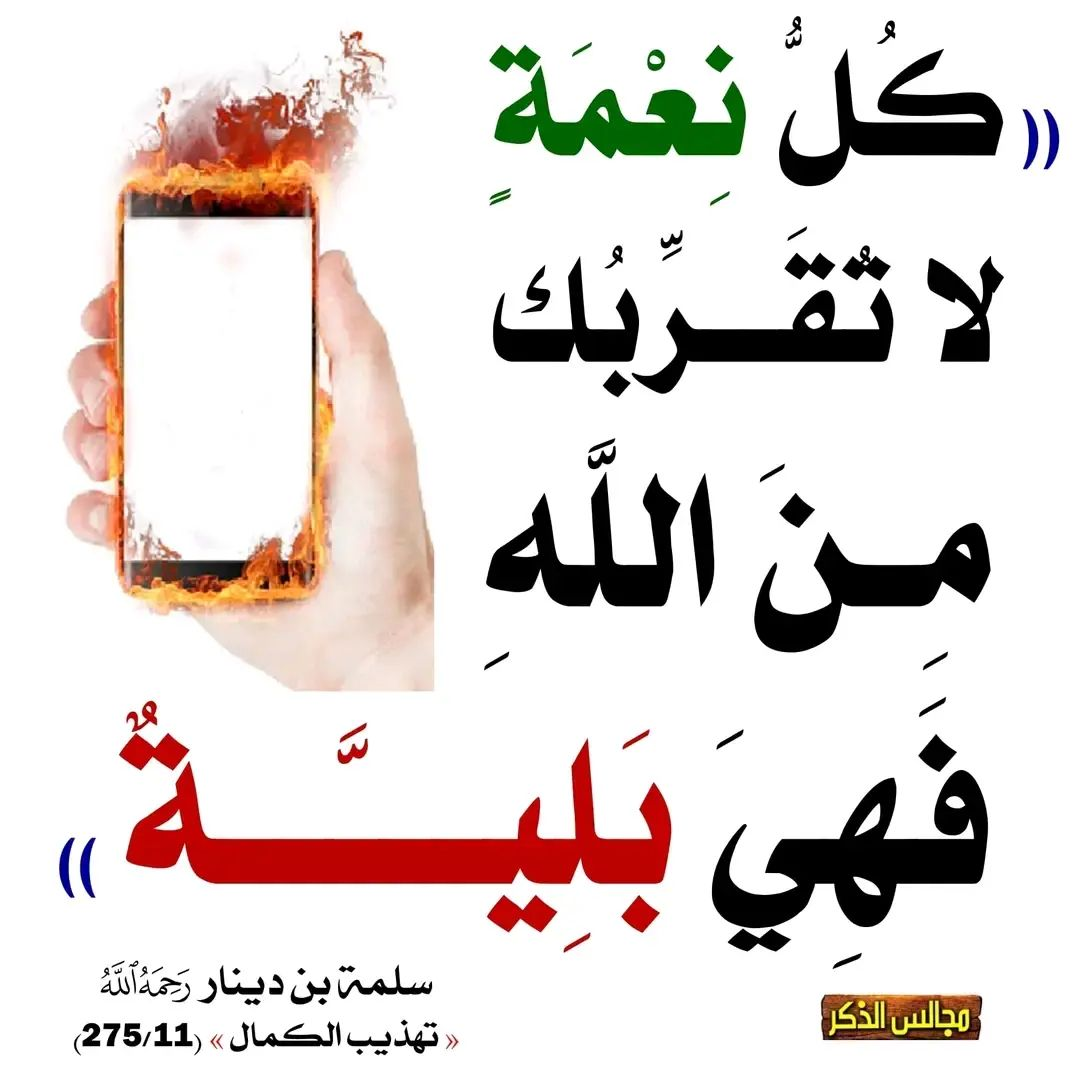 (( كُلُّ نِعْمَةٍ
لا تُقَرِّبُك
مِنَ اللَّهِ
فَهِيَ بَلِيَّةٌ ))
سلمة بن دينار رَحِمَهُ ٱللَّهُ
« تهذيب الكمال » (275/11)
مجالس الذكر